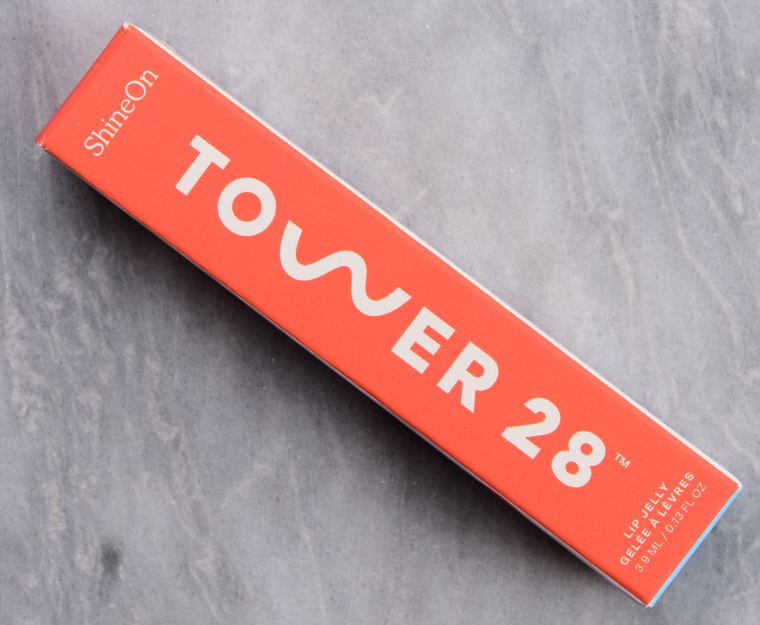 ShineOn
TOWER 28™
LIP JELLY
GELÉE À LÈVRES
3.9 ML / 0.13 FL OZ